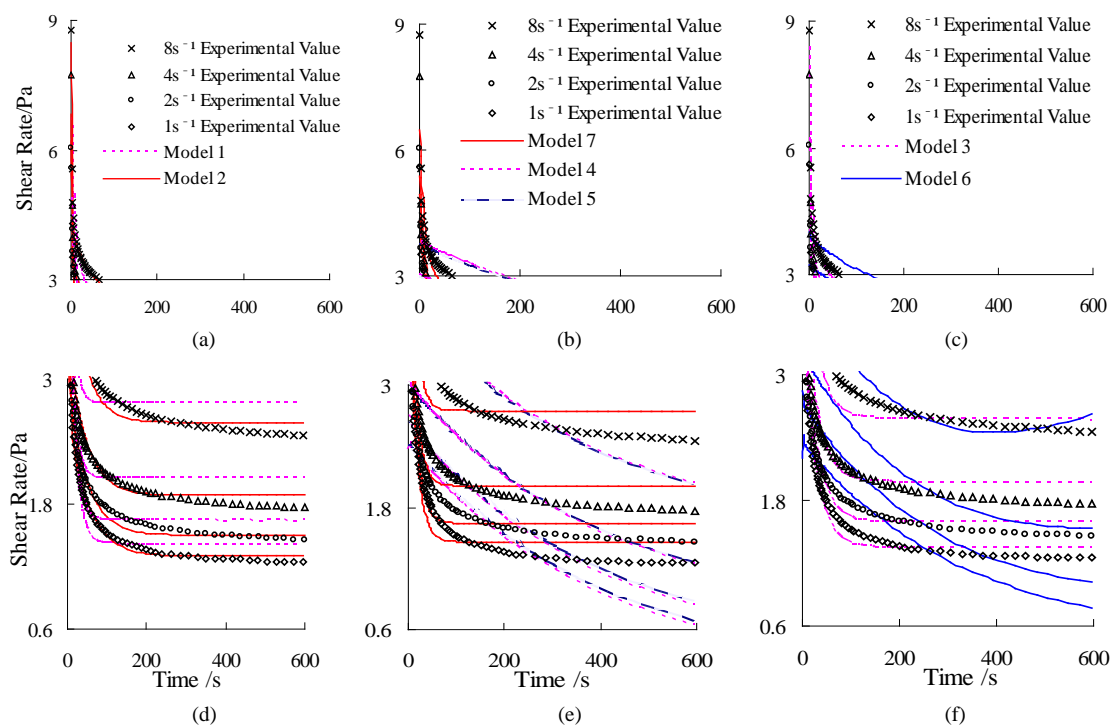 9
6
3
0
200
400
600
Shear Rate/Pa
8s⁻¹ Experimental Value
4s⁻¹ Experimental Value
2s⁻¹ Experimental Value
1s⁻¹ Experimental Value
Model 1
Model 2
(a)
9
6
3
0
200
400
600
8s⁻¹ Experimental Value
4s⁻¹ Experimental Value
2s⁻¹ Experimental Value
1s⁻¹ Experimental Value
Model 7
Model 4
Model 5
(b)
9
6
3
0
200
400
600
8s⁻¹ Experimental Value
4s⁻¹ Experimental Value
2s⁻¹ Experimental Value
1s⁻¹ Experimental Value
Model 3
Model 6
(c)
3
1.8
0.6
Shear Rate/Pa
0
200
400
600
Time /s
(d)
3
1.8
0.6
0
200
400
600
Time /s
(e)
3
1.8
0.6
0
200
400
600
Time /s
(f)